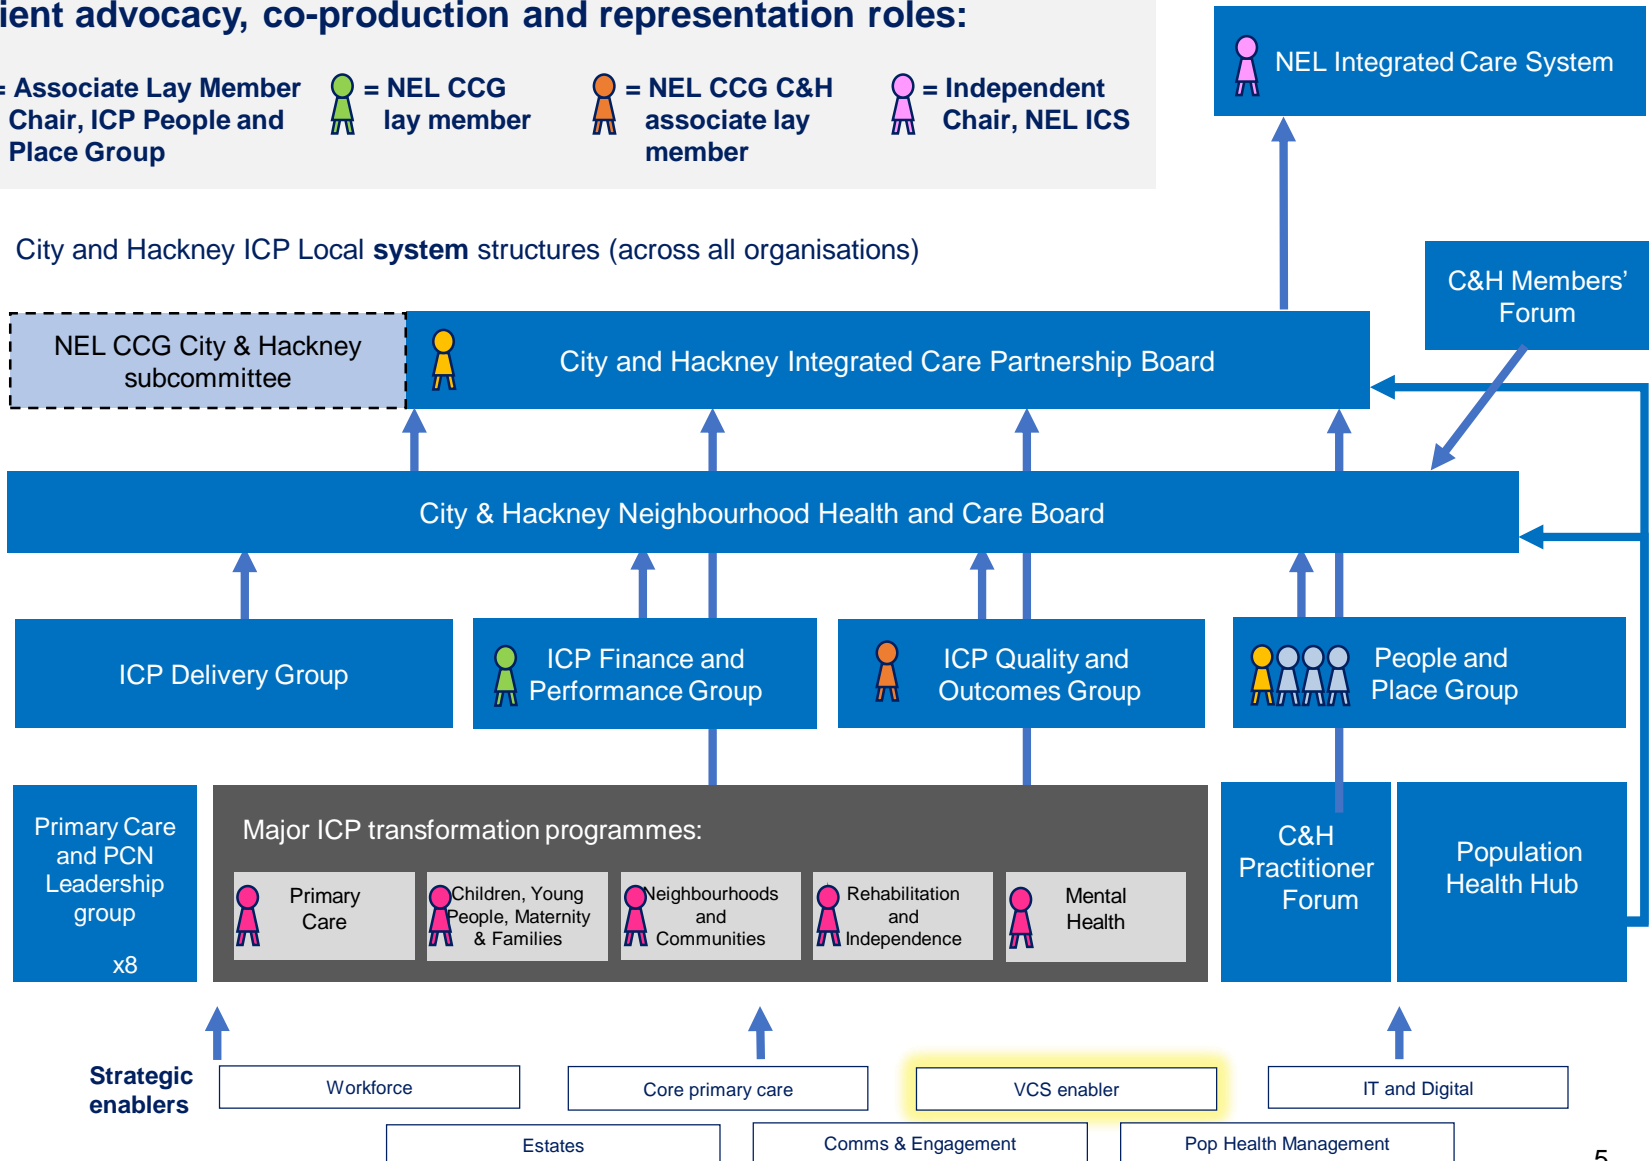 ient advocacy, co-production and representation roles:
= Associate Lay Member
Chair, ICP People and
Place Group
= NEL CCG
lay member
= NEL CCG C&H
associate lay
member
= Independent
Chair, NEL ICS
NEL Integrated Care System
City and Hackney ICP Local system structures (across all organisations)
C&H Members’
Forum
NEL CCG City & Hackney
subcommittee
City and Hackney Integrated Care Partnership Board
City & Hackney Neighbourhood Health and Care Board
ICP Delivery Group
ICP Finance and
Performance Group
ICP Quality and
Outcomes Group
People and
Place Group
Primary Care
and PCN
Leadership
group
x8
Major ICP transformation programmes:
Primary
Care
Children, Young
People, Maternity
& Families
Neighbourhoods
and
Communities
Rehabilitation
and
Independence
Mental
Health
C&H
Practitioner
Forum
Population
Health Hub
Strategic
enablers
Workforce
Core primary care
VCS enabler
IT and Digital
Estates
Comms & Engagement
Pop Health Management
5